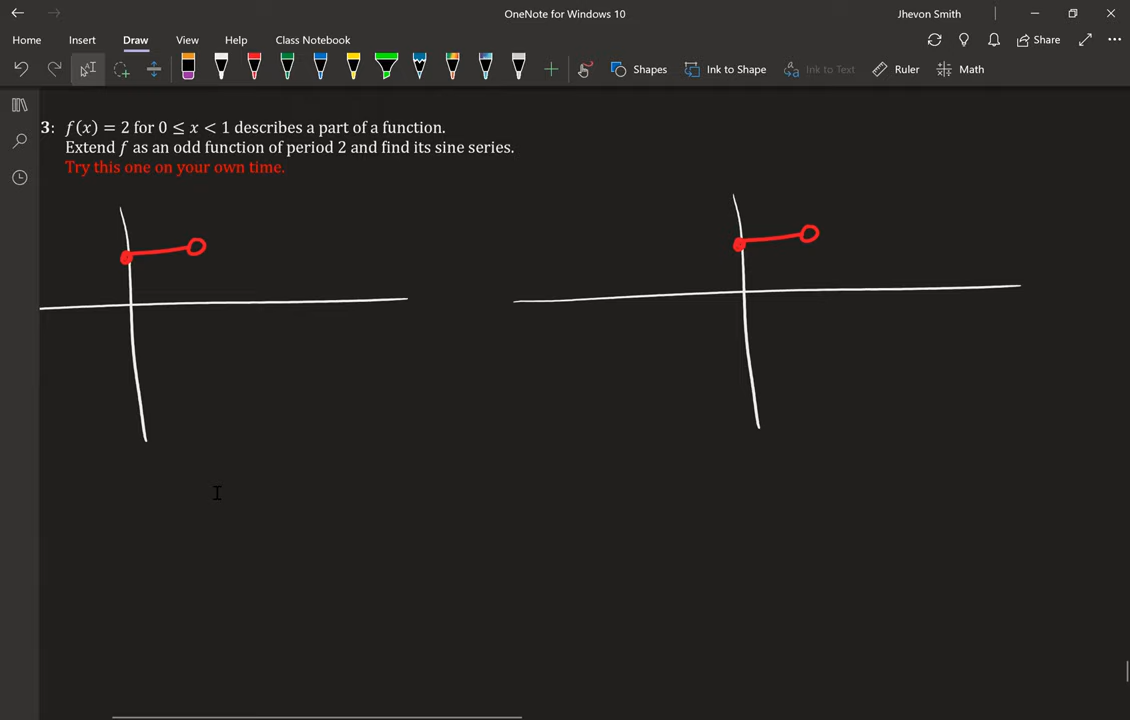 OneNote for Windows 10
Jhevon Smith
Home Insert Draw View Help Class Notebook
Share
Shapes Ink to Shape Ink to Text Ruler Math
3: f(x) = 2 for 0 ≤ x < 1 describes a part of a function.
Extend f as an odd function of period 2 and find its sine series.
Try this one on your own time.